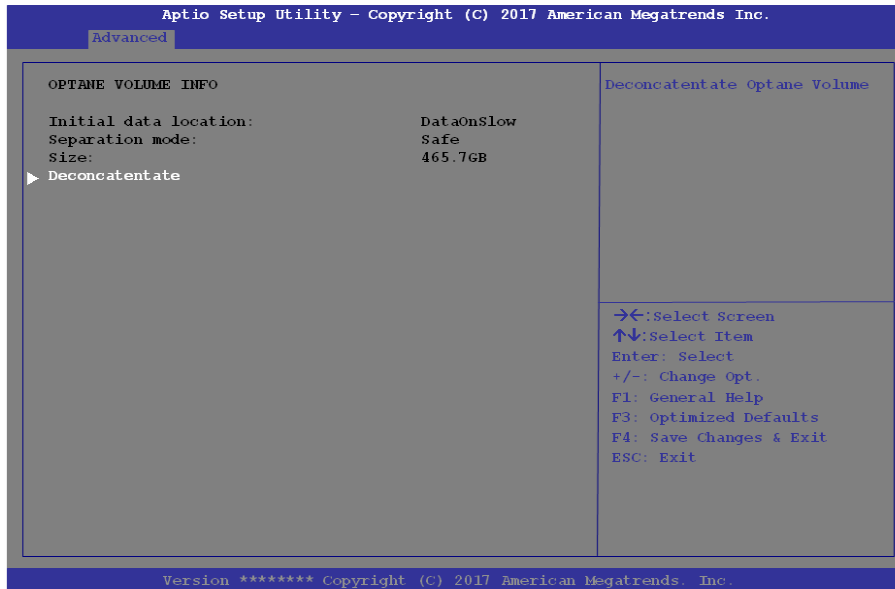 Aptio Setup Utility – Copyright (C) 2017 American Megatrends Inc.
Advanced
OPTANE VOLUME INFO
Initial data location: DataOnSlow
Separation mode: Safe
Size: 465.7GB
Deconcatentate
Deconcatentate Optane Volume
→←:Select Screen
↑↓:Select Item
Enter: Select
+/-: Change Opt.
F1: General Help
F3: Optimized Defaults
F4: Save Changes & Exit
ESC: Exit
Version ******** Copyright (C) 2017 American Megatrends. Inc.